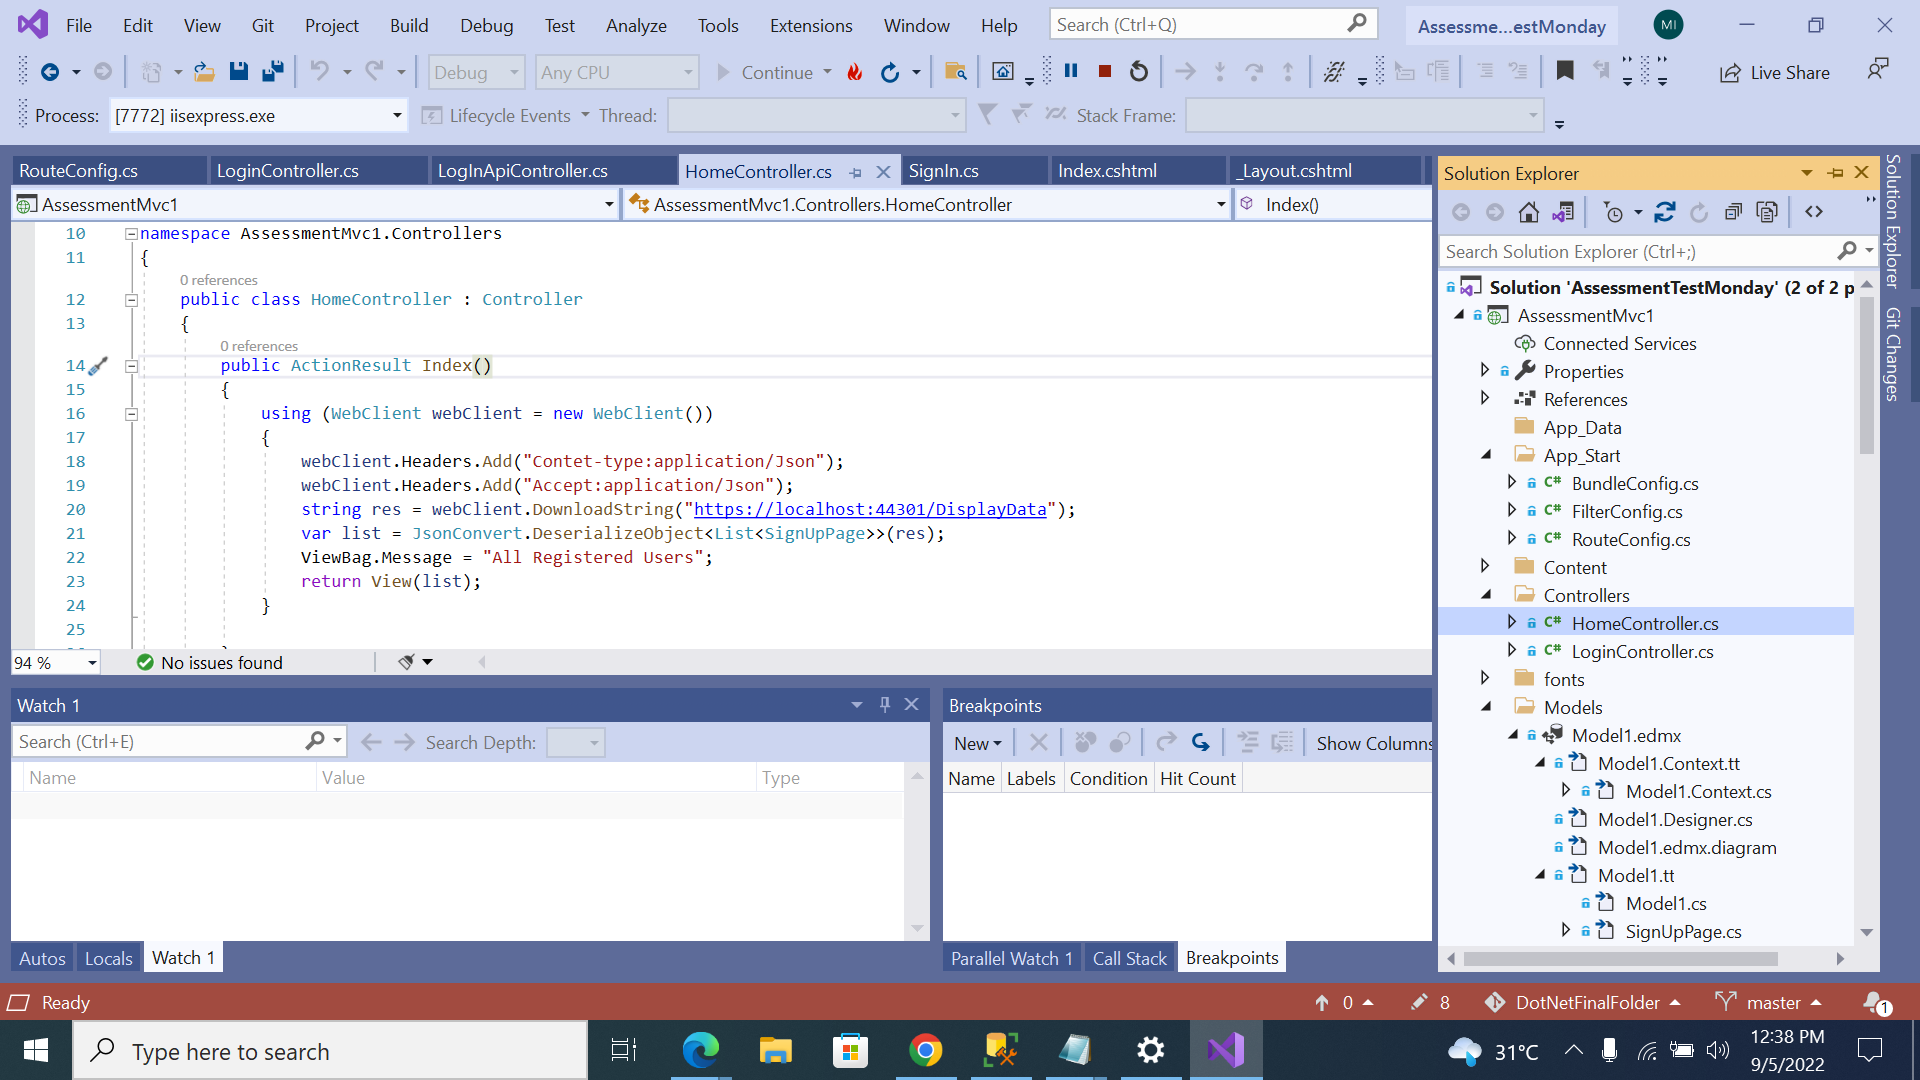 File Edit View Git Project Build Debug Test Analyze Tools Extensions Window Help Search (Ctrl+Q) Assessme...estMonday MI
Debug Any CPU Continue Live Share
Process: [7772] iisexpress.exe Lifecycle Events Thread: Stack Frame:
RouteConfig.cs LoginController.cs LogInApiController.cs HomeController.cs SignIn.cs Index.cshtml _Layout.cshtml
AssessmentMvc1 AssessmentMvc1.Controllers.HomeController Index()
10 namespace AssessmentMvc1.Controllers
11 {
0 references
12 public class HomeController : Controller
13 {
0 references
14 public ActionResult Index()
15 {
16 using (WebClient webClient = new WebClient())
17 {
18 webClient.Headers.Add("Contet-type:application/Json");
19 webClient.Headers.Add("Accept:application/Json");
20 string res = webClient.DownloadString("https://localhost:44301/DisplayData");
21 var list = JsonConvert.DeserializeObject<List<SignUpPage>>(res);
22 ViewBag.Message = "All Registered Users";
23 return View(list);
24 }
25
94 % No issues found
Watch 1
Search (Ctrl+E) Search Depth:
Name Value Type
Autos Locals Watch 1
Breakpoints
New Show Columns
Name Labels Condition Hit Count
Parallel Watch 1 Call Stack Breakpoints
Solution Explorer
Search Solution Explorer (Ctrl+;)
Solution 'AssessmentTestMonday' (2 of 2 p
AssessmentMvc1
Connected Services
Properties
References
App_Data
App_Start
C# BundleConfig.cs
C# FilterConfig.cs
C# RouteConfig.cs
Content
Controllers
C# HomeController.cs
C# LoginController.cs
fonts
Models
Model1.edmx
Model1.Context.tt
Model1.Context.cs
Model1.Designer.cs
Model1.edmx.diagram
Model1.tt
Model1.cs
SignUpPage.cs
Solution Explorer
Git Changes
Ready 0 8 DotNetFinalFolder master 1
Type here to search 31°C 12:38 PM
9/5/2022